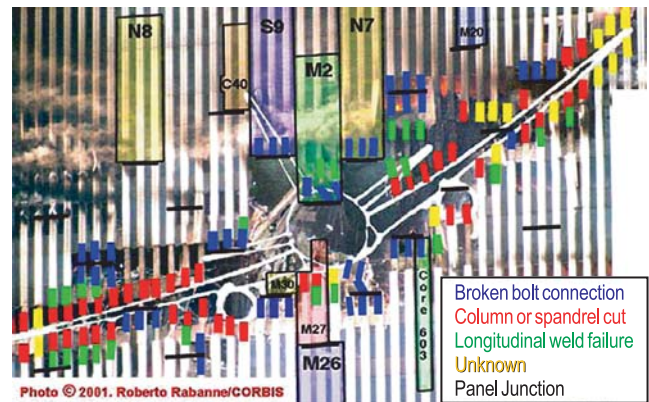 N8
S9
N7
M20
M2
C40
M30
M27
Core 603
M26
Broken bolt connection
Column or spandrel cut
Longitudinal weld failure
Unknown
Panel Junction
Photo © 2001. Roberto Rabanne/CORBIS